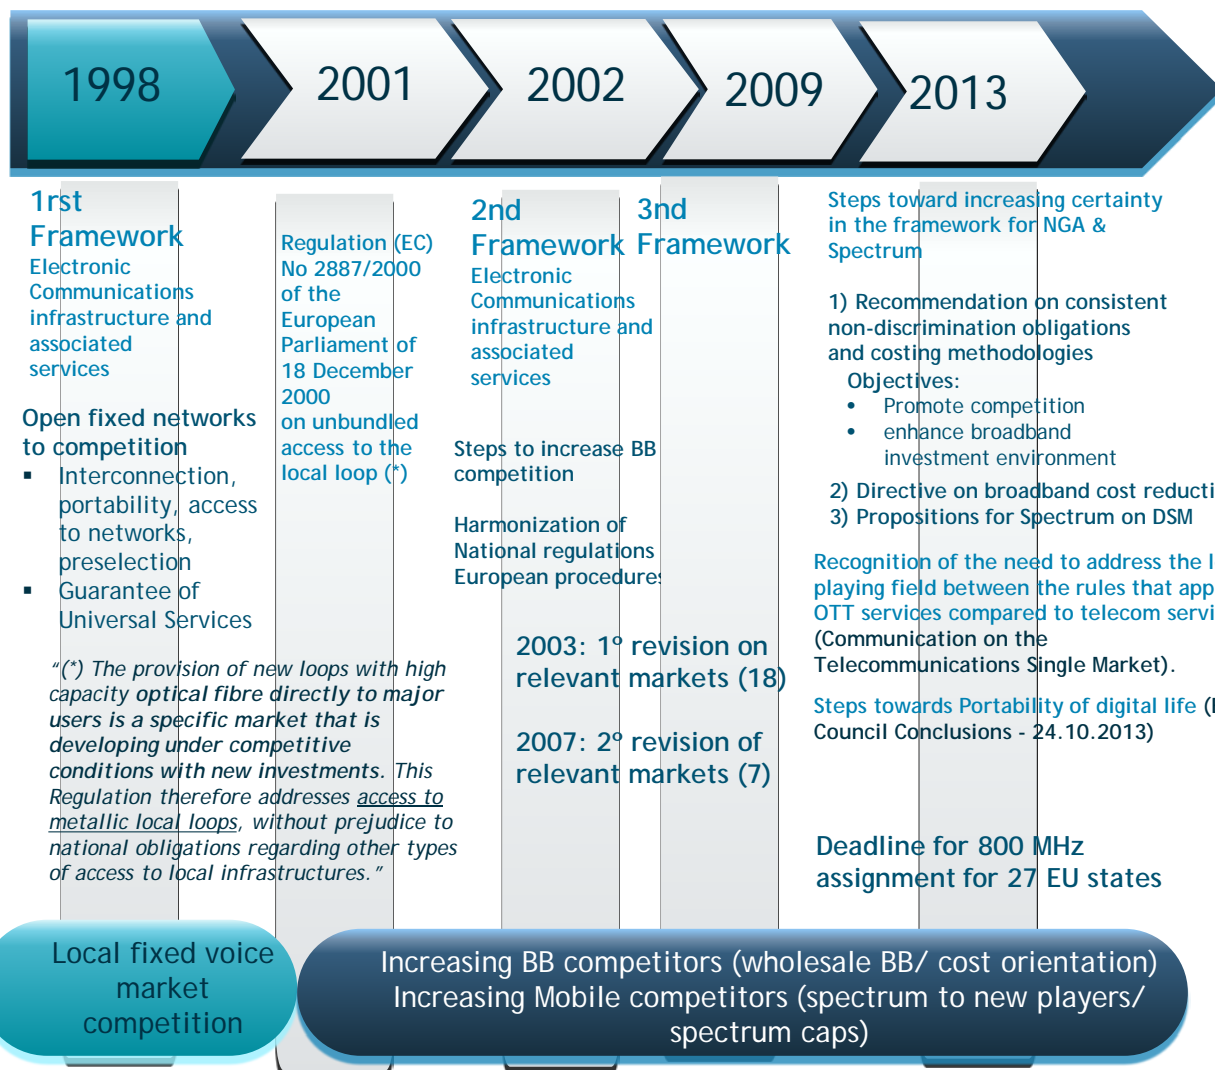 1998
2001
2002
2009
2013
1rst
Framework
Electronic
Communications
infrastructure and
associated
services
Open fixed networks
to competition
▪ Interconnection,
portability, access
to networks,
preselection
▪ Guarantee of
Universal Services
Regulation (EC)
No 2887/2000
of the
European
Parliament of
18 December
2000
on unbundled
access to the
local loop (*)
“(*) The provision of new loops with high
capacity optical fibre directly to major
users is a specific market that is
developing under competitive
conditions with new investments. This
Regulation therefore addresses access to
metallic local loops, without prejudice to
national obligations regarding other types
of access to local infrastructures.”
2nd
Framework
Electronic
Communications
infrastructure and
associated
services
Steps to increase BB
competition
Harmonization of
National regulations
European procedures
3nd
Framework
2003: 1º revision on
relevant markets (18)
2007: 2º revision of
relevant markets (7)
Steps toward increasing certainty
in the framework for NGA &
Spectrum
1) Recommendation on consistent
non-discrimination obligations
and costing methodologies
Objectives:
• Promote competition
• enhance broadband
investment environment
2) Directive on broadband cost reducti
3) Propositions for Spectrum on DSM
Recognition of the need to address the
playing field between the rules that app
OTT services compared to telecom servi
(Communication on the
Telecommunications Single Market).
Steps towards Portability of digital life (
Council Conclusions - 24.10.2013)
Deadline for 800 MHz
assignment for 27 EU states
Local fixed voice
market
competition
Increasing BB competitors (wholesale BB/ cost orientation)
Increasing Mobile competitors (spectrum to new players/
spectrum caps)